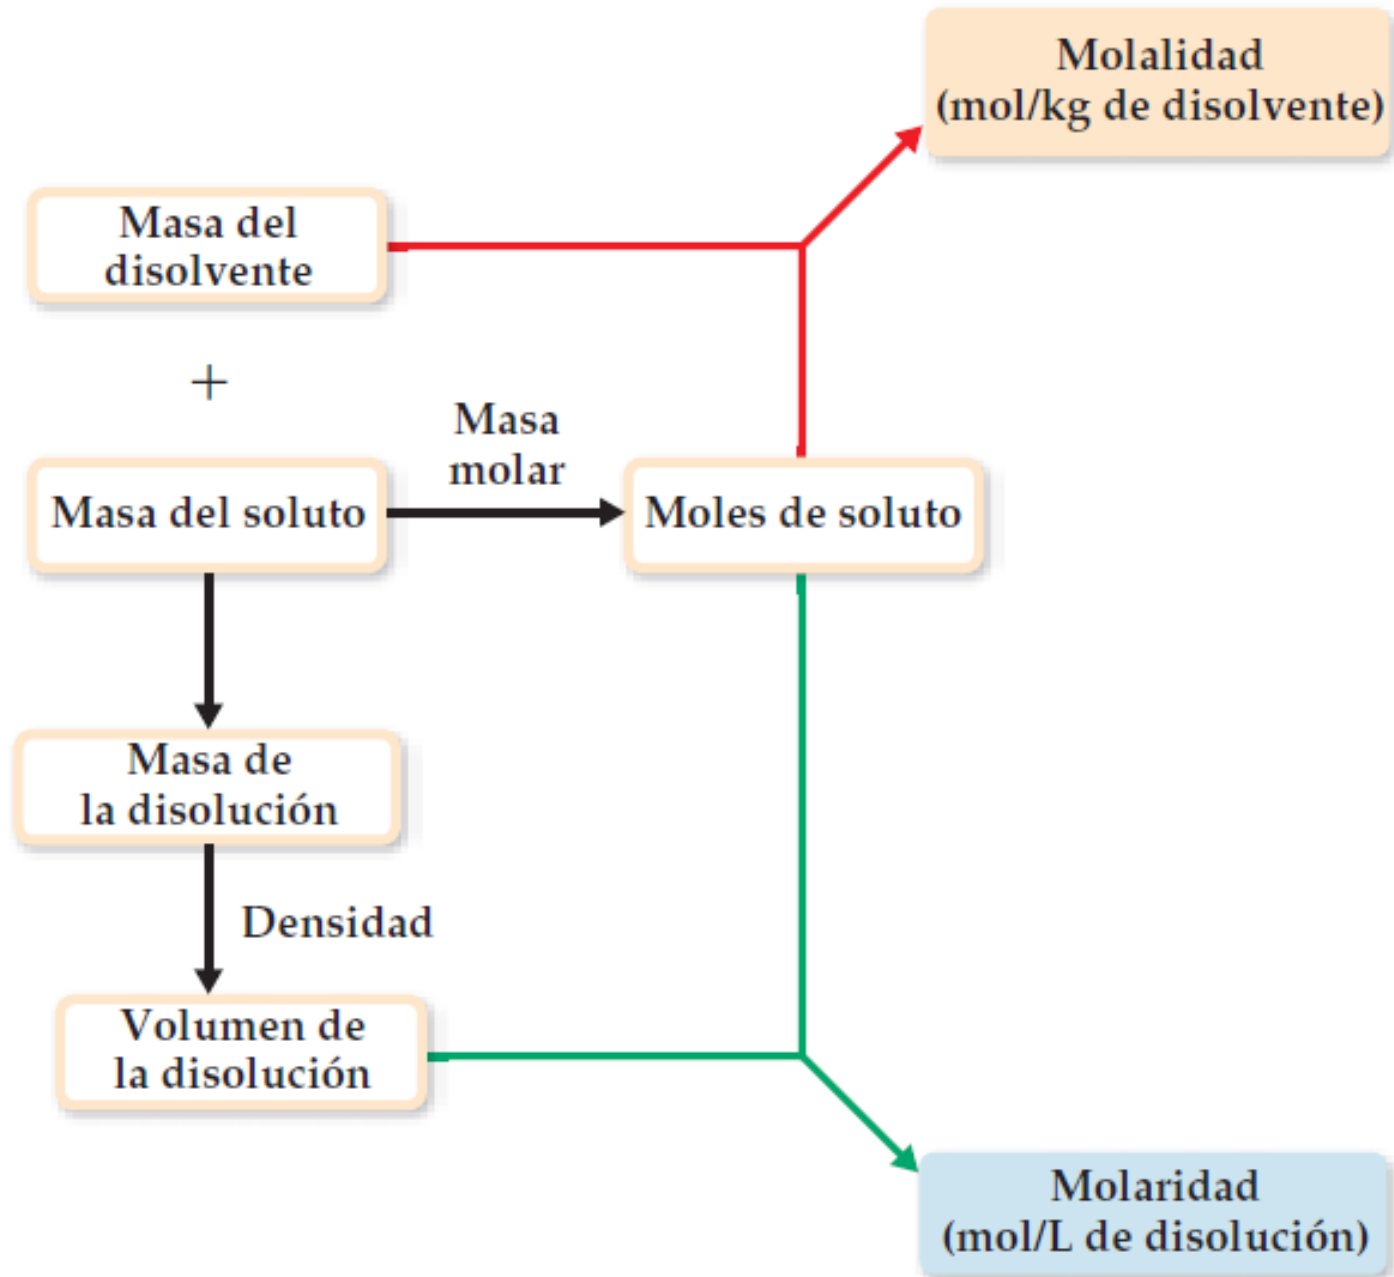 Molalidad
(mol/kg de disolvente)
Masa del
disolvente
+
Masa
molar
Masa del soluto
Moles de soluto
Masa de
la disolución
Densidad
Volumen de
la disolución
Molaridad
(mol/L de disolución)